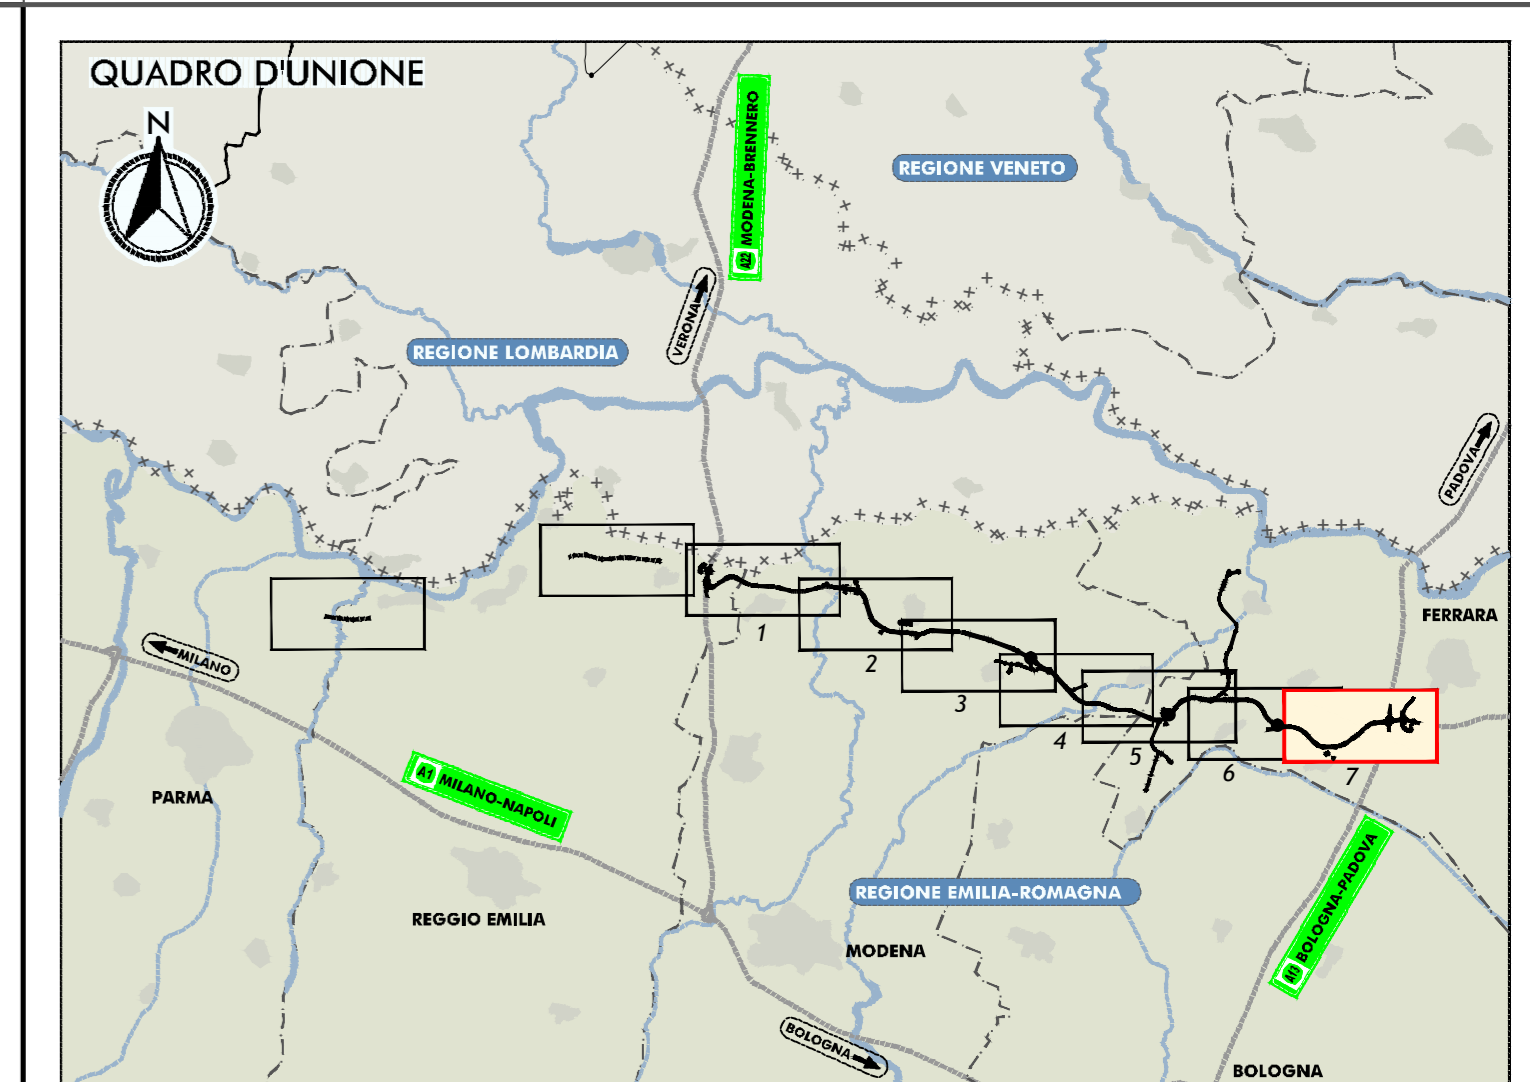 QUADRO D'UNIONE
N
A22 MODENA-BRENNERO
REGIONE VENETO
VERONA
REGIONE LOMBARDIA
PADOVA
FERRARA
1
2
3
4
5
6
7
MILANO
PARMA
A1 MILANO-NAPOLI
REGGIO EMILIA
REGIONE EMILIA-ROMAGNA
MODENA
A13 BOLOGNA-PADOVA
BOLOGNA
BOLOGNA